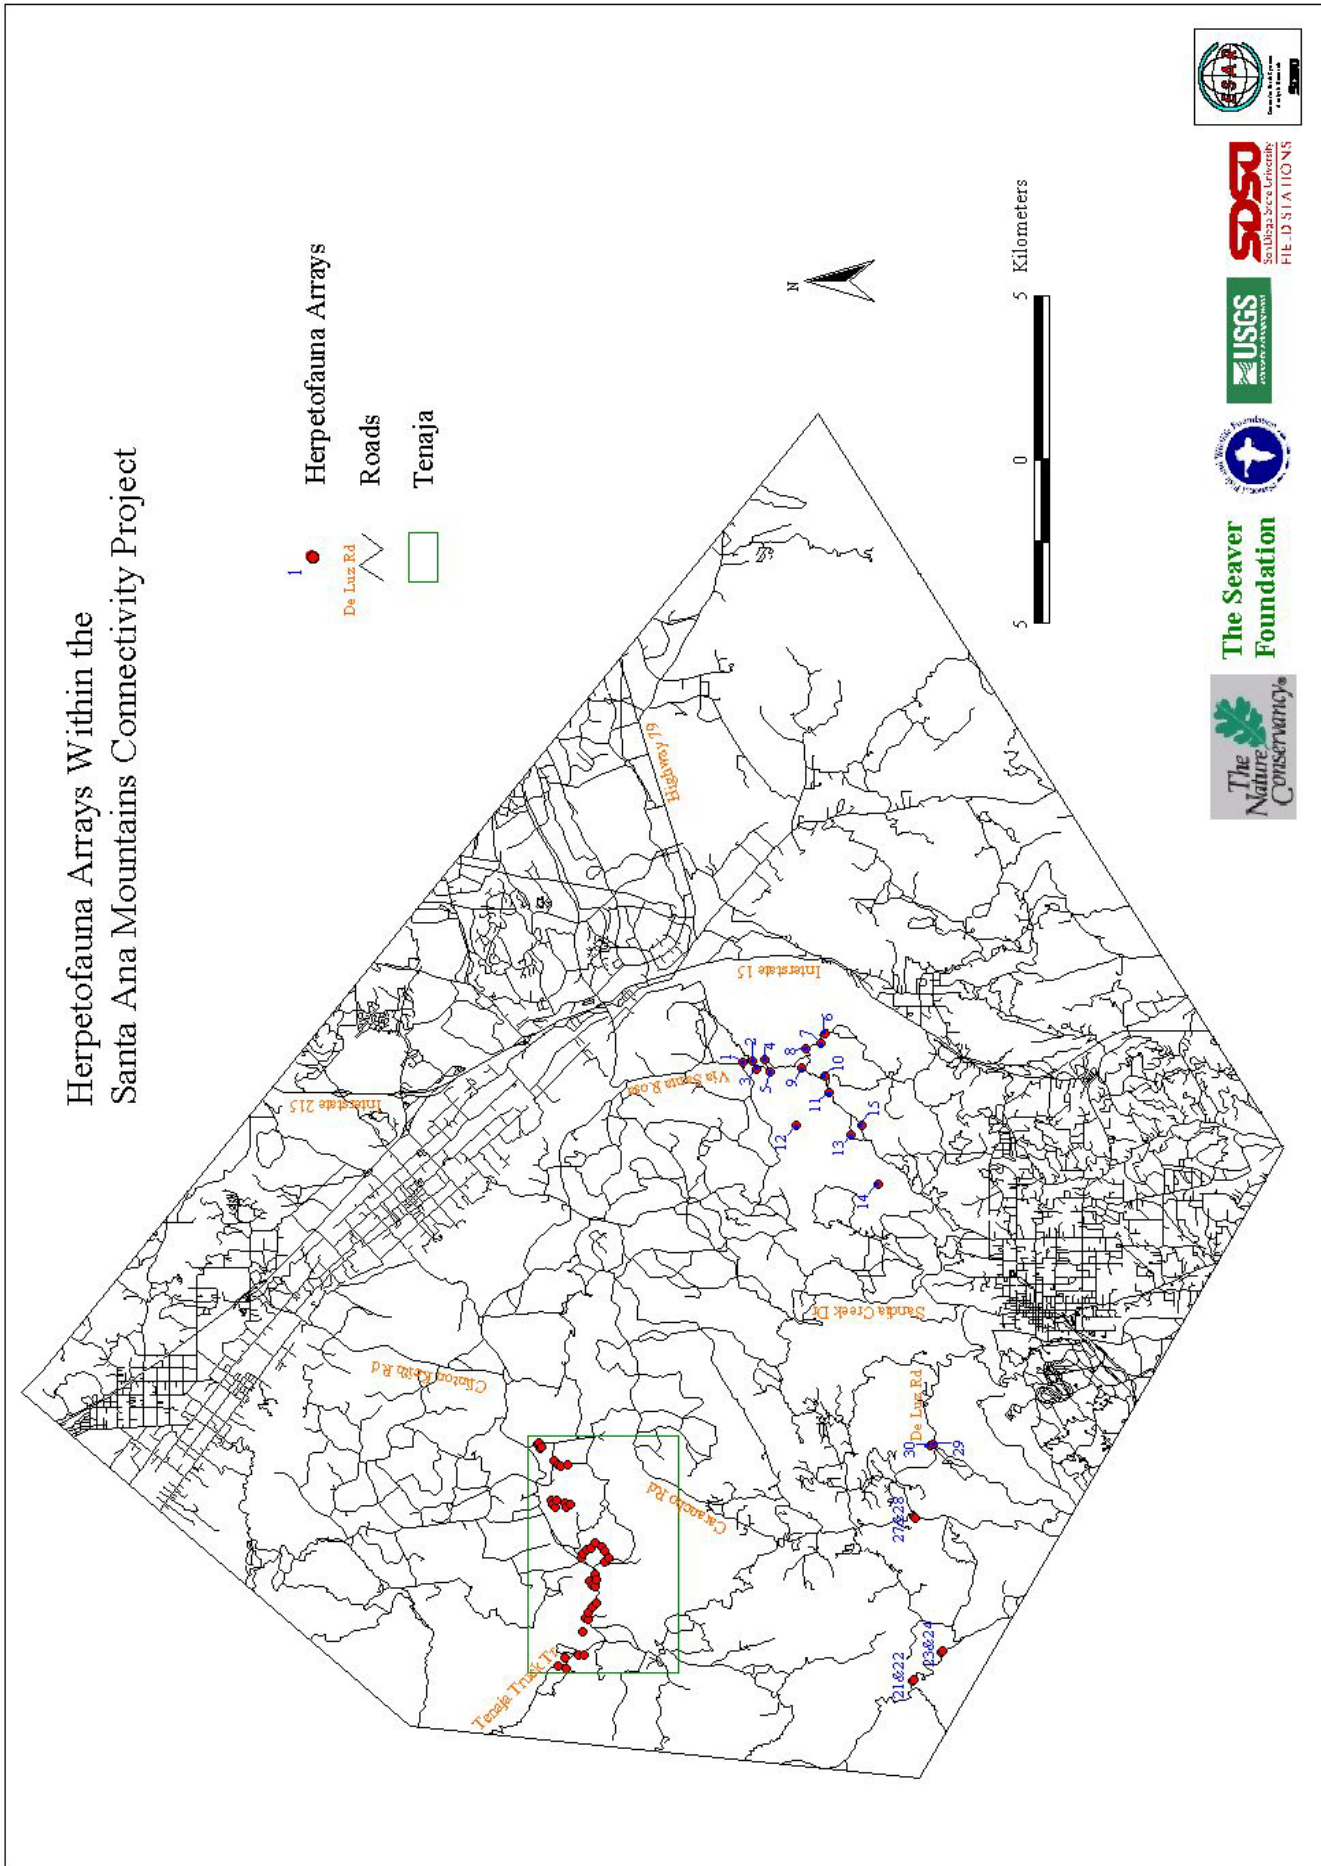 Herpetofauna Arrays Within the
Santa Ana Mountains Connectivity Project
1
Herpetofauna Arrays
De Luz Rd
Roads
Tenaja
Interstate 215
Clinton Keith Rd
Highway 79
Interstate 15
Via Santa Rosa
Tenaja Truck Tr
Carancho Rd
Sandia Creek Dr
De Luz Rd
1
2
3
4
5
6
7
8
9
10
11
12
13
14
15
21&22
23&24
27&28
29
30
N
5
0
5
Kilometers
The
Nature
Conservancy®
The Seaver
Foundation
USGS
SDSU
San Diego State University
FIELD STATIONS
ESAR
SDSU